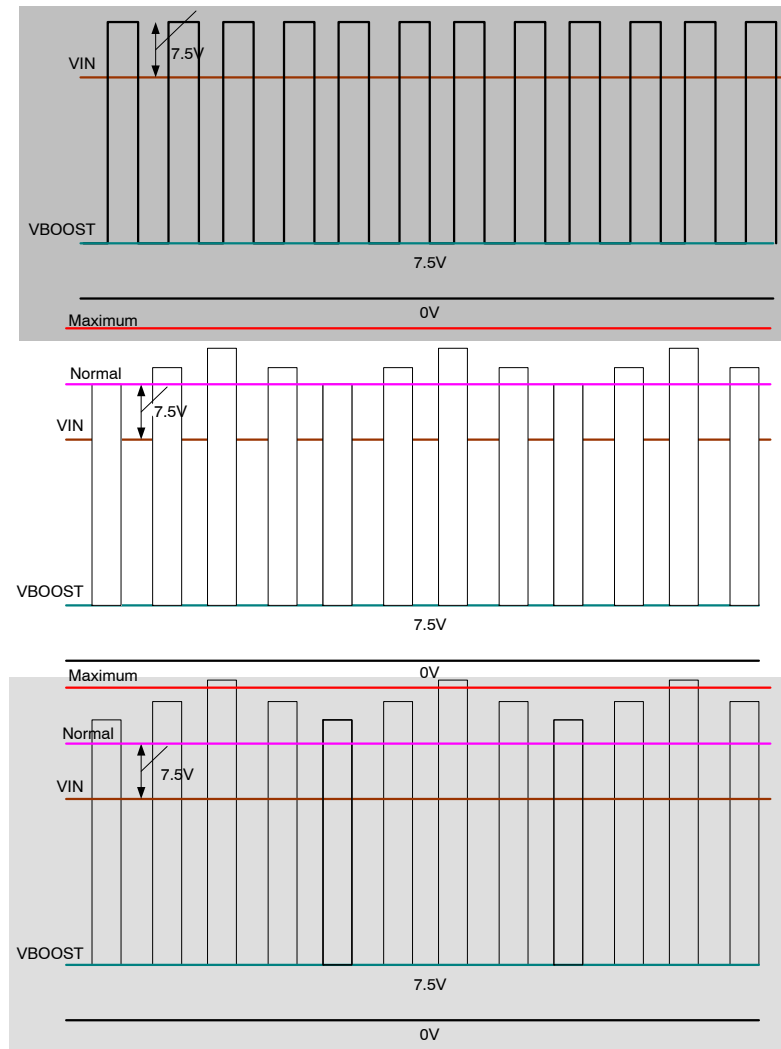 7.5V
VIN
VBOOST
7.5V
0V
Maximum
Normal
7.5V
VIN
VBOOST
7.5V
0V
Maximum
Normal
7.5V
VIN
VBOOST
7.5V
0V